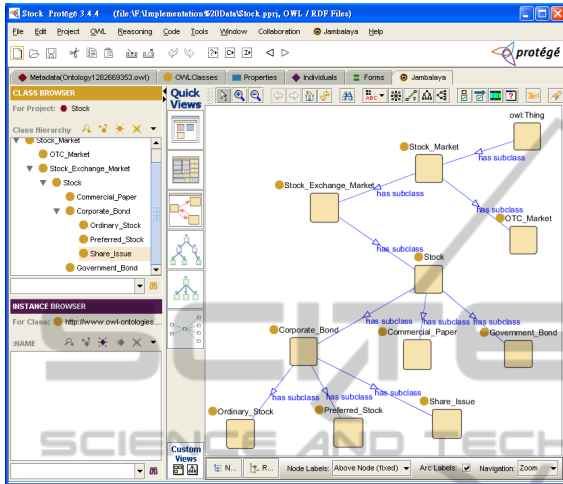 Stock Protégé 3.4.4 (file:\F:\Implementation%20Data\Stock.pprj, OWL / RDF Files)
File Edit Project OWL Reasoning Code Tools Window Collaboration Jambalaya Help
protégé
Metadata(Ontology1282669353.owl) OWLClasses Properties Individuals Forms Jambalaya
CLASS BROWSER
For Project: Stock
Class Hierarchy
Stock_Market
OTC_Market
Stock_Exchange_Market
Stock
Commercial_Paper
Corporate_Bond
Ordinary_Stock
Preferred_Stock
Share_Issue
Government_Bond
INSTANCE BROWSER
For Class: http://www.owl-ontologies....
:NAME
Quick
Views
Custom
Views
ABC
owl:Thing
has subclass
Stock_Market
has subclass
Stock_Exchange_Market
has subclass
OTC_Market
has subclass
Stock
has subclass
has subclass
has subclass
Corporate_Bond
Commercial_Paper
Government_Bond
has subclass
has subclass
has subclass
Ordinary_Stock
Preferred_Stock
Share_Issue
N... R... Node Labels: Above Node (fixed) Arc Labels: Navigation: Zoom
SCIENCE AND TECH